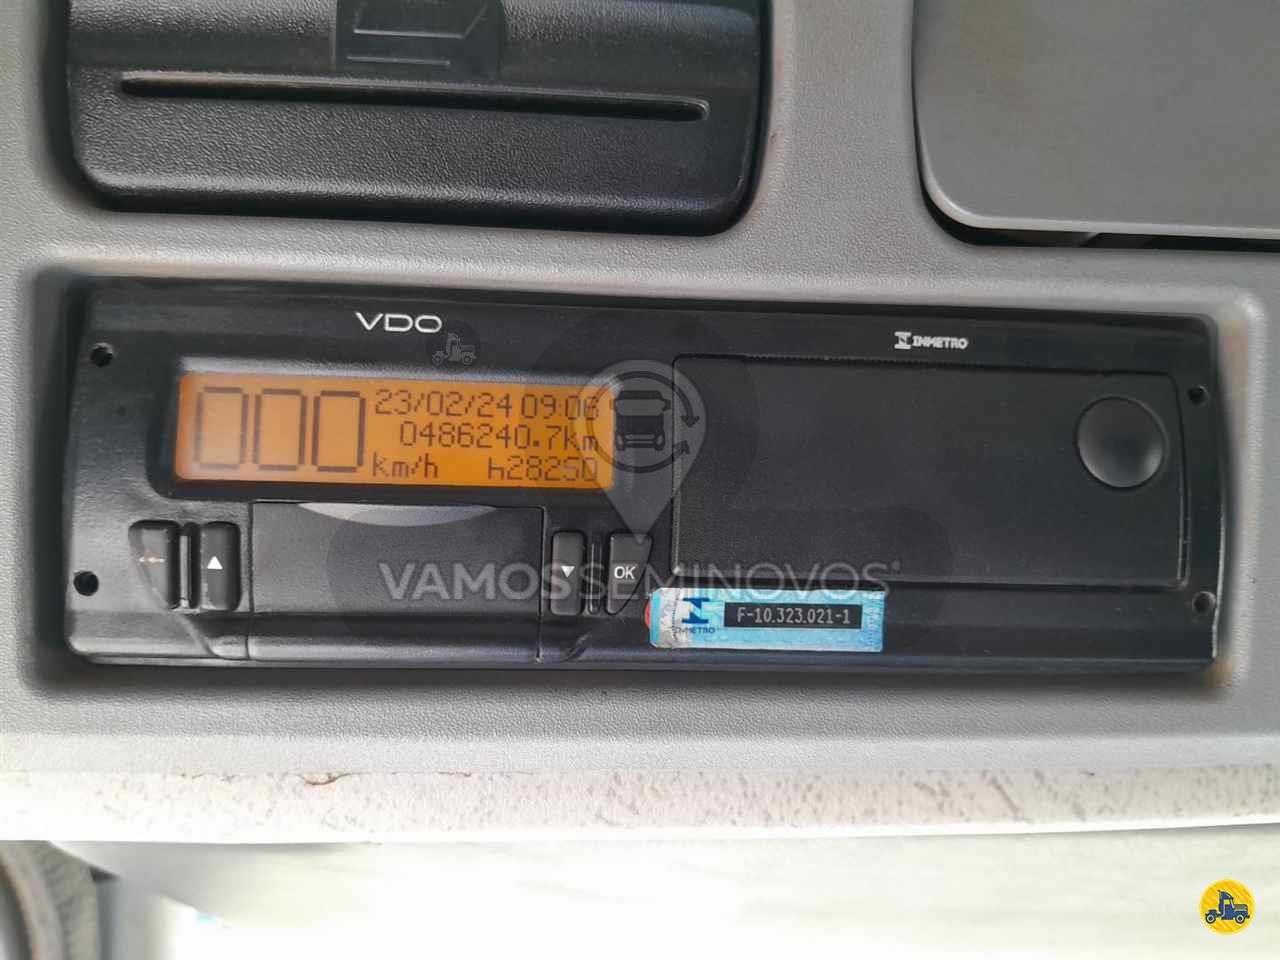 VDO
INMETRO
000
23/02/24 09:06
0486240.7km
km/h h28250
OK
VAMOSSEMINOVOS
INMETRO F-10.323.021-1